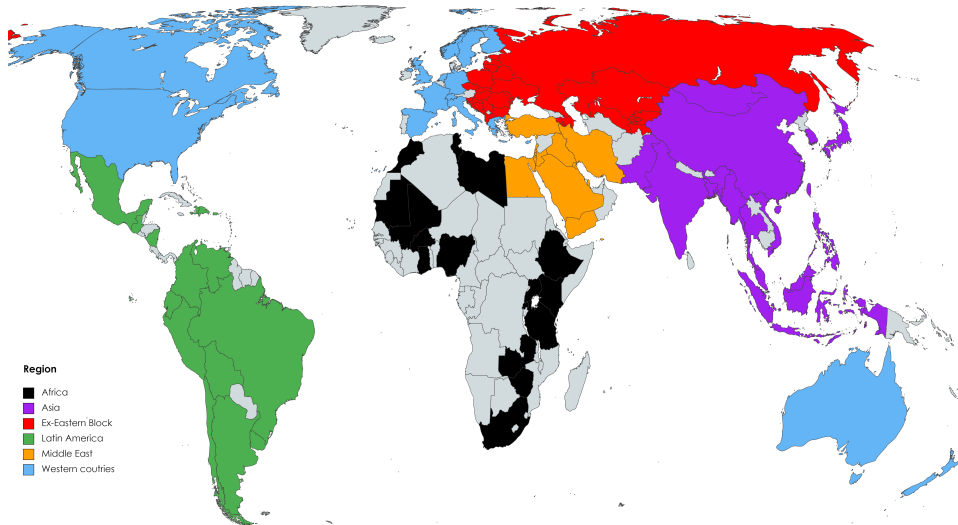 Region
Africa
Asia
Ex-Eastern Block
Latin America
Middle East
Western coutries